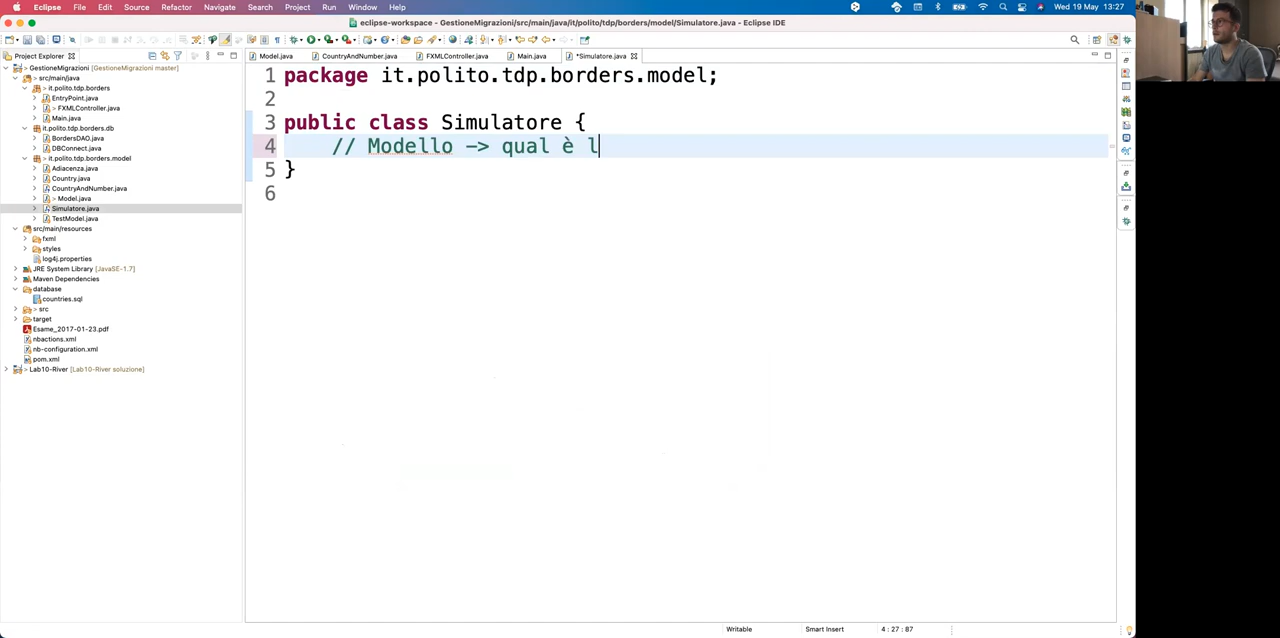 Eclipse File Edit Source Refactor Navigate Search Project Run Window Help Wed 19 May 13:27
eclipse-workspace - GestioneMigrazioni/src/main/java/it/polito/tdp/borders/model/Simulatore.java - Eclipse IDE
Project Explorer
GestioneMigrazioni [GestioneMigrazioni master]
src/main/java
it.polito.tdp.borders
EntryPoint.java
FXMLController.java
Main.java
it.polito.tdp.borders.db
BordersDAO.java
DBConnect.java
it.polito.tdp.borders.model
Adiacenza.java
Country.java
CountryAndNumber.java
Model.java
Simulatore.java
TestModel.java
src/main/resources
fxml
styles
log4j.properties
JRE System Library [JavaSE-1.7]
Maven Dependencies
database
countries.sql
src
target
Esame_2017-01-23.pdf
nbactions.xml
nb-configuration.xml
pom.xml
Lab10-River [Lab10-River soluzione]
Model.java CountryAndNumber.java FXMLController.java Main.java *Simulatore.java
1 package it.polito.tdp.borders.model;
2
3 public class Simulatore {
4 // Modello -> qual è l
5 }
6
Writable Smart Insert 4 : 27 : 87